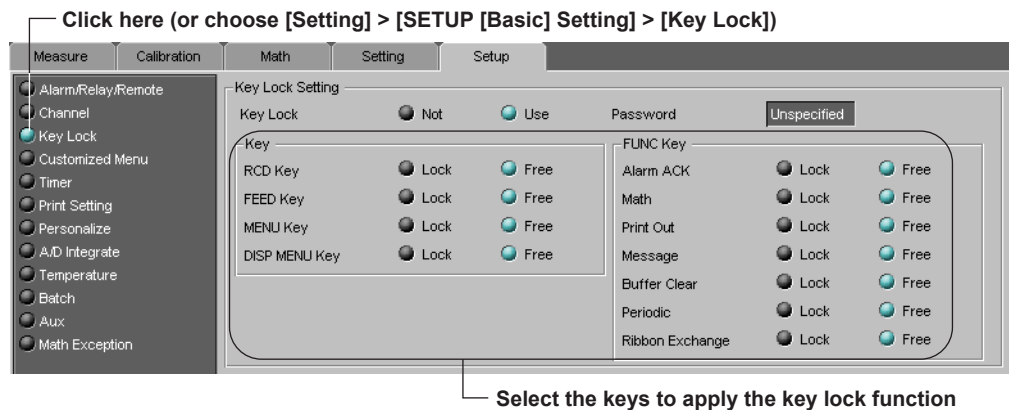 Click here (or choose [Setting] > [SETUP [Basic] Setting] > [Key Lock])
Measure Calibration Math Setting Setup
Alarm/Relay/Remote
Channel
Key Lock
Customized Menu
Timer
Print Setting
Personalize
A/D Integrate
Temperature
Batch
Aux
Math Exception
Key Lock Setting
Key Lock Not Use Password Unspecified
Key
RCD Key Lock Free
FEED Key Lock Free
MENU Key Lock Free
DISP MENU Key Lock Free
FUNC Key
Alarm ACK Lock Free
Math Lock Free
Print Out Lock Free
Message Lock Free
Buffer Clear Lock Free
Periodic Lock Free
Ribbon Exchange Lock Free
Select the keys to apply the key lock function